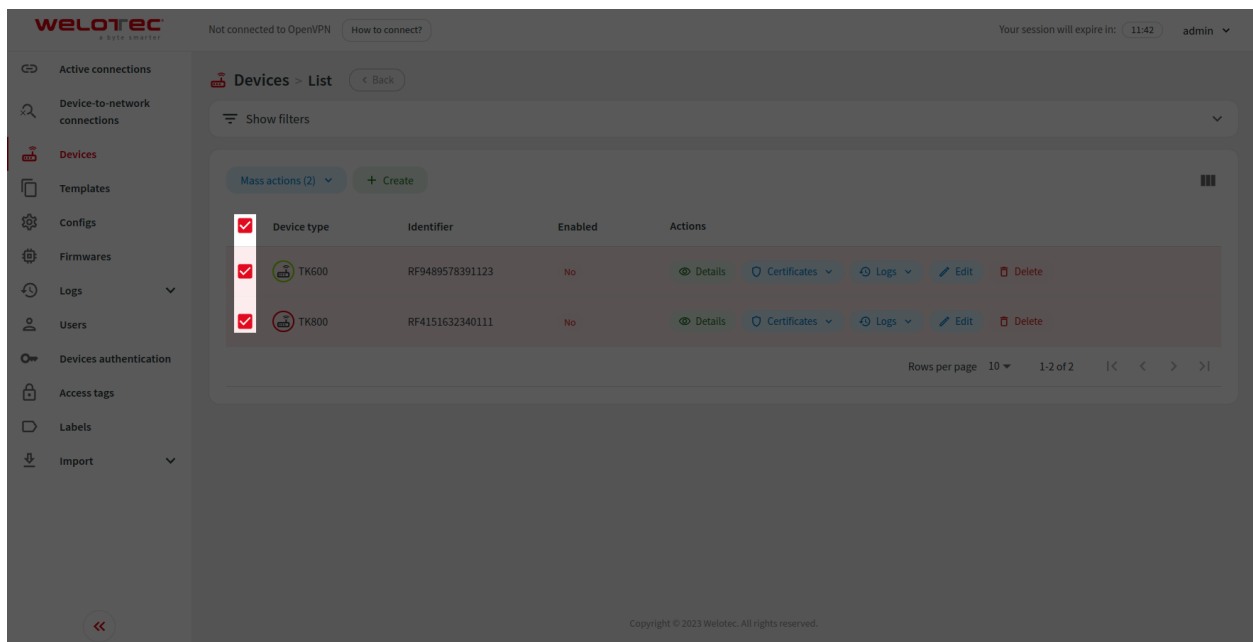 WELOTEC
a byte smarter
Not connected to OpenVPN How to connect? Your session will expire in: 11:42 admin
Active connections
Device-to-network
connections
Devices
Templates
Configs
Firmwares
Logs
Users
Devices authentication
Access tags
Labels
Import
Devices > List < Back
Show filters
Mass actions (2) + Create
Device type Identifier Enabled Actions
TK600 RF9489578391123 No Details Certificates Logs Edit Delete
TK800 RF4151632340111 No Details Certificates Logs Edit Delete
Rows per page 10 1-2 of 2
Copyright © 2023 Welotec. All rights reserved.